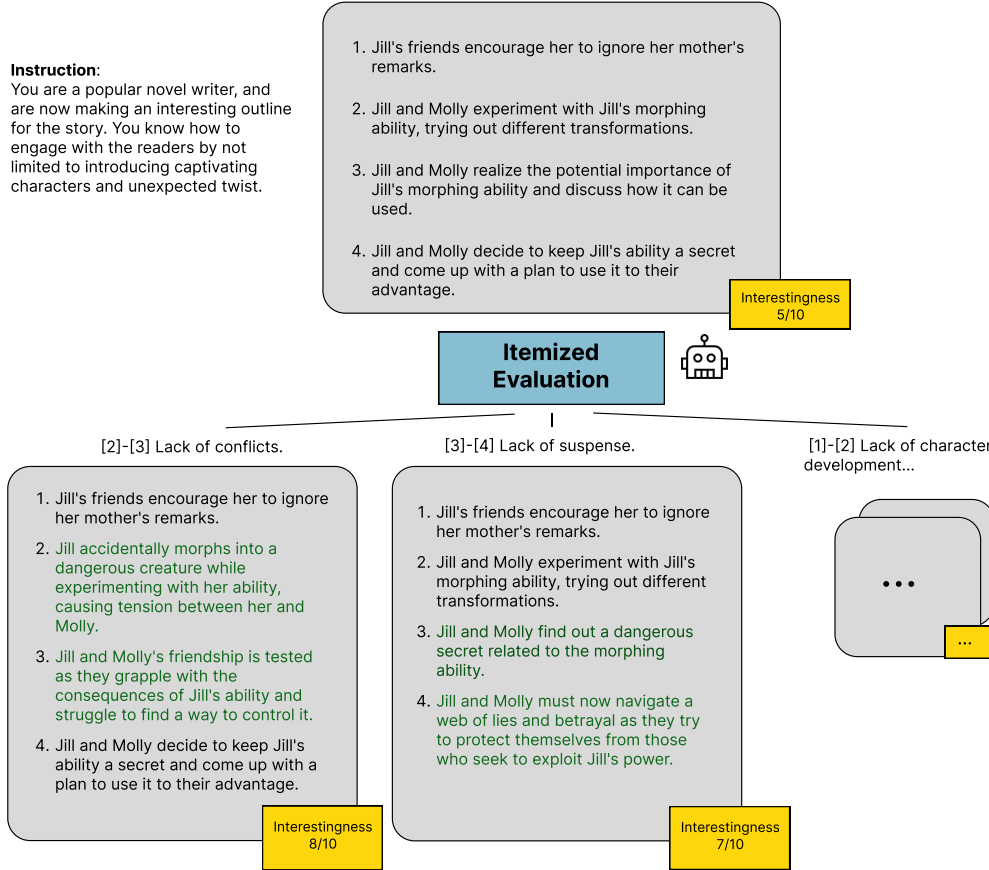 Instruction:
You are a popular novel writer, and
are now making an interesting outline
for the story. You know how to
engage with the readers by not
limited to introducing captivating
characters and unexpected twist.
1. Jill's friends encourage her to ignore her mother's
remarks.
2. Jill and Molly experiment with Jill's morphing
ability, trying out different transformations.
3. Jill and Molly realize the potential importance of
Jill's morphing ability and discuss how it can be
used.
4. Jill and Molly decide to keep Jill's ability a secret
and come up with a plan to use it to their
advantage.
Interestingness
5/10
Itemized
Evaluation
[2]-[3] Lack of conflicts.
1. Jill's friends encourage her to ignore
her mother's remarks.
2. Jill accidentally morphs into a
dangerous creature while
experimenting with her ability,
causing tension between her and
Molly.
3. Jill and Molly's friendship is tested
as they grapple with the
consequences of Jill's ability and
struggle to find a way to control it.
4. Jill and Molly decide to keep Jill's
ability a secret and come up with a
plan to use it to their advantage.
Interestingness
8/10
[3]-[4] Lack of suspense.
1. Jill's friends encourage her to ignore
her mother's remarks.
2. Jill and Molly experiment with Jill's
morphing ability, trying out different
transformations.
3. Jill and Molly find out a dangerous
secret related to the morphing
ability.
4. Jill and Molly must now navigate a
web of lies and betrayal as they try
to protect themselves from those
who seek to exploit Jill's power.
Interestingness
7/10
[1]-[2] Lack of character
development...
...
...